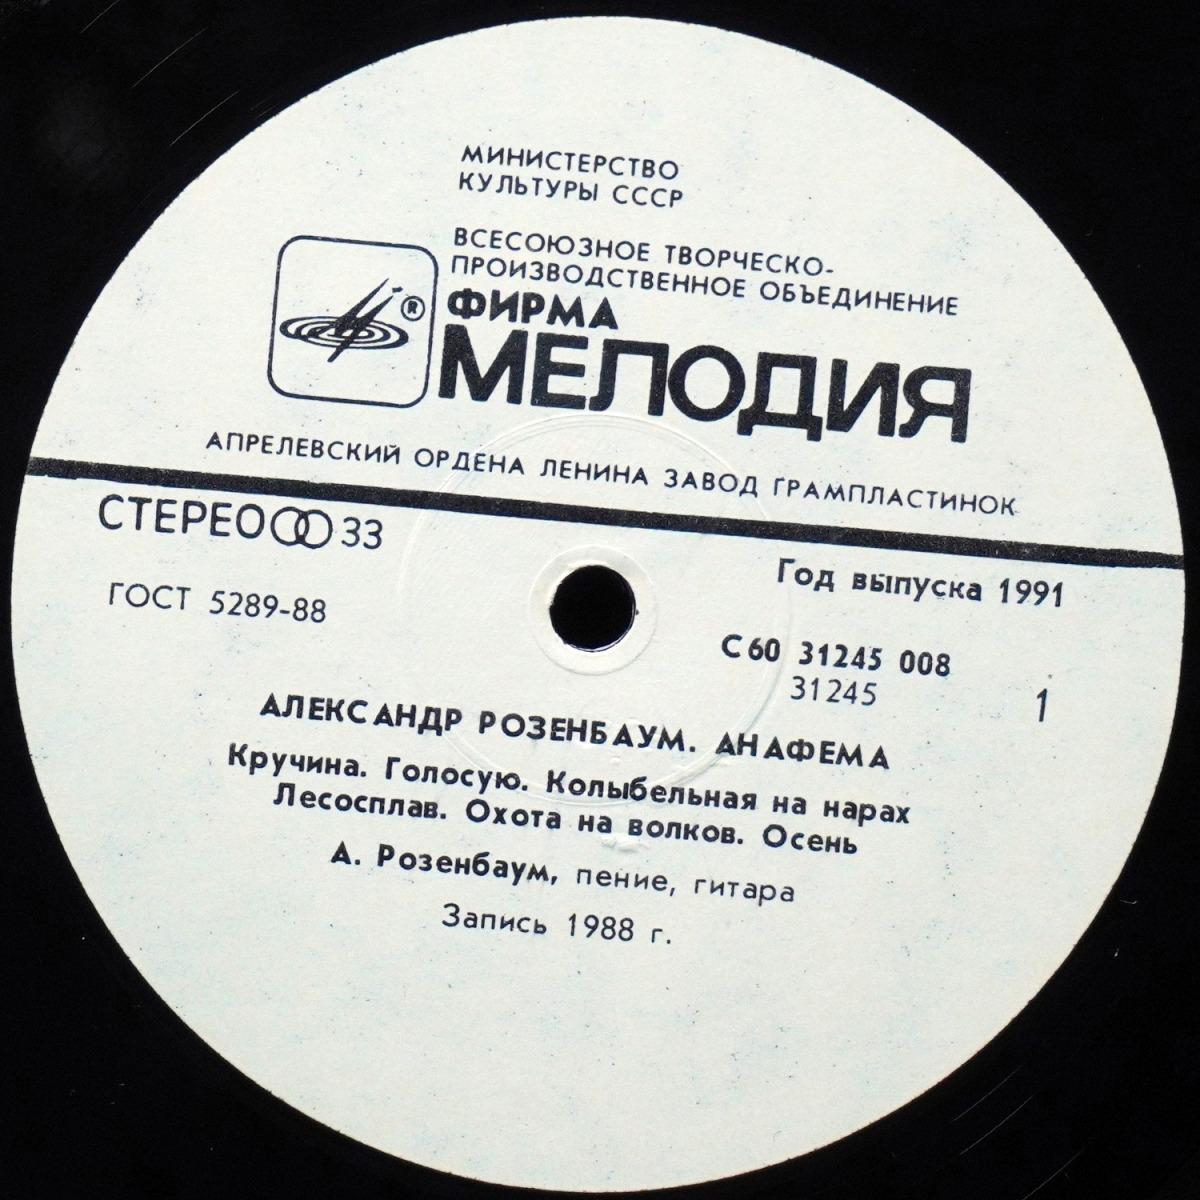 МИНИСТЕРСТВО
КУЛЬТУРЫ СССР
ВСЕСОЮЗНОЕ ТВОРЧЕСКО-
ПРОИЗВОДСТВЕННОЕ ОБЪЕДИНЕНИЕ
ФИРМА
®
МЕЛОДИЯ
АПРЕЛЕВСКИЙ ОРДЕНА ЛЕНИНА ЗАВОД ГРАМПЛАСТИНОК
СТЕРЕО 33
Год выпуска 1991
ГОСТ 5289-88
С60 31245 008
31245
1
АЛЕКСАНДР РОЗЕНБАУМ. АНАФЕМА
Кручина. Голосую. Колыбельная на нарах
Лесосплав. Охота на волков. Осень
А. Розенбаум, пение, гитара
Запись 1988 г.